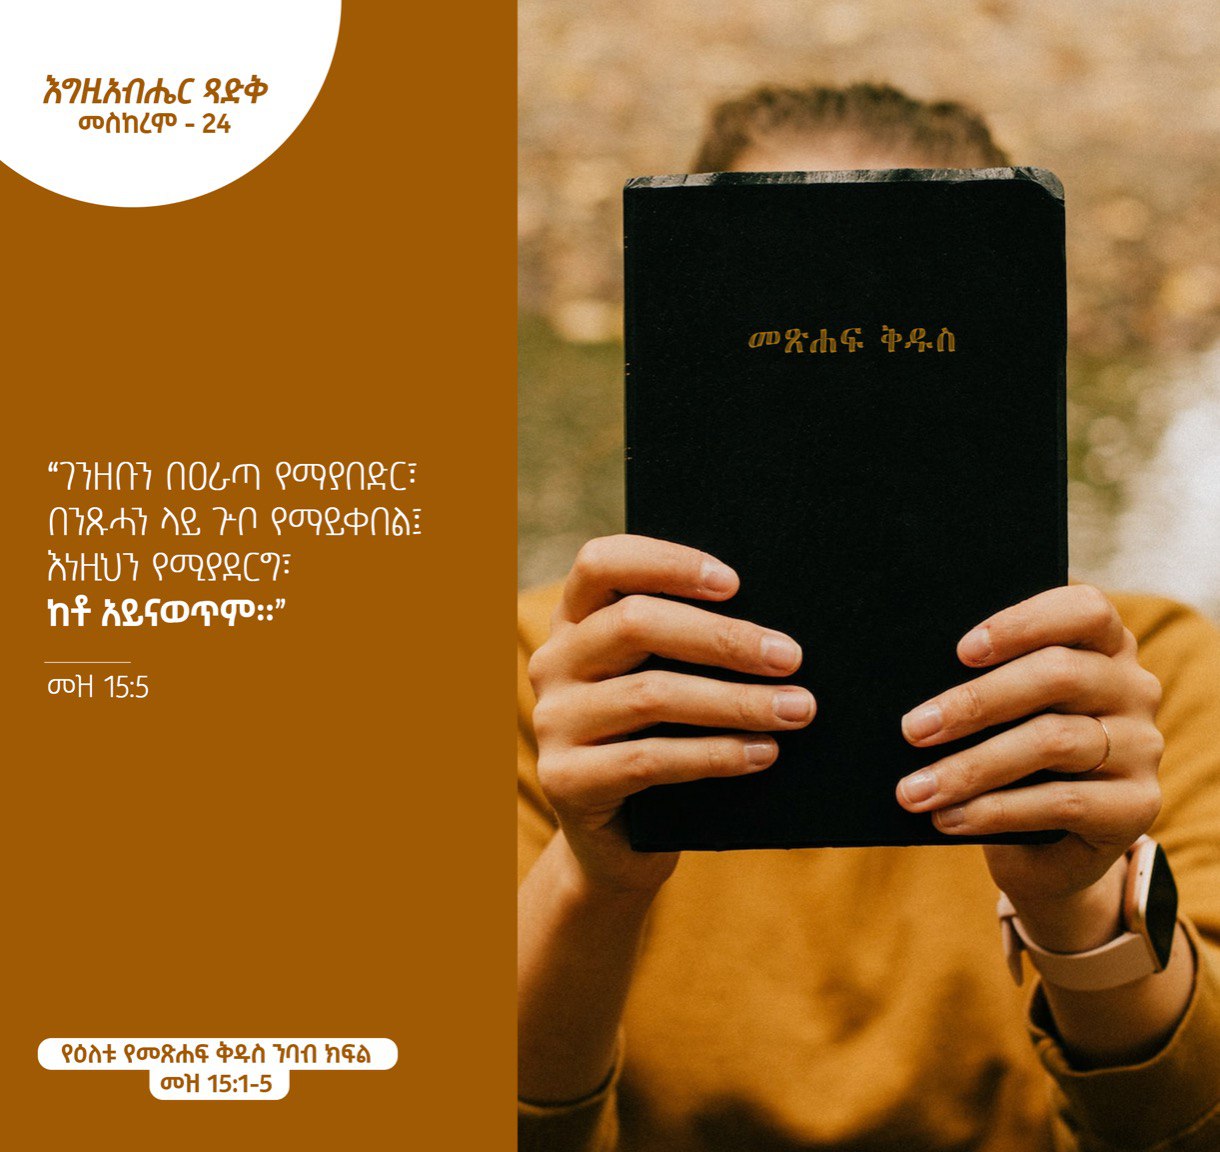 እግዚአብሔር ጻድቅ
መስከረም - 24
“ገንዘቡን በዐራጣ የማያበድር፣
በንጹሓን ላይ ጕቦ የማይቀበል፤
እነዚህን የሚያደርግ፣
ከቶ አይናወጥም።”
መዝ 15:5
የዕለቱ የመጽሐፍ ቅዱስ ንባብ ክፍል
መዝ 15:1-5
መጽሐፍ ቅዱስ